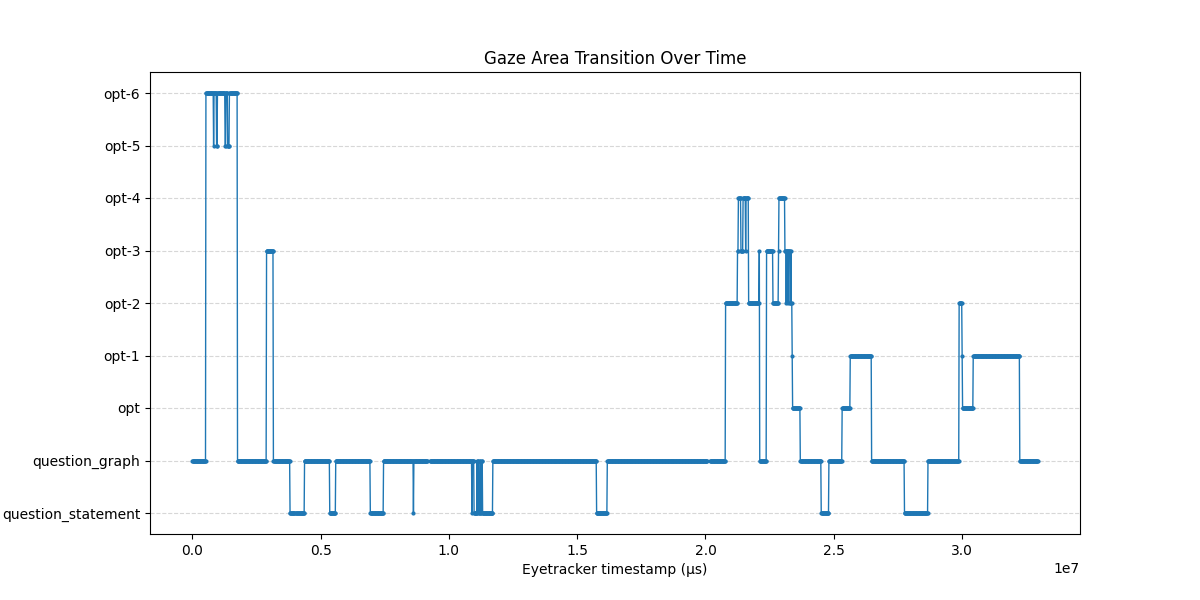 Gaze Area Transition Over Time
opt-6
opt-5
opt-4
opt-3
opt-2
opt-1
opt
question_graph
question_statement
0.0 0.5 1.0 1.5 2.0 2.5 3.0
1e7
Eyetracker timestamp (µs)